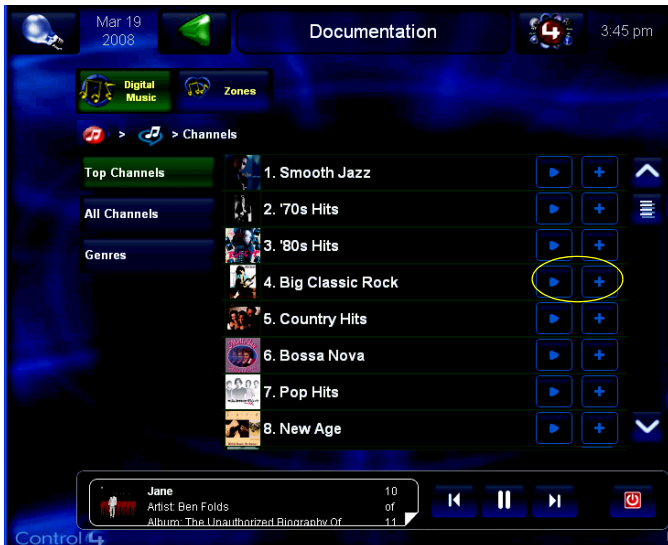 Mar 19
2008
Documentation
4
3:45 pm
Digital
Music
Zones
> > Channels
Top Channels
All Channels
Genres
1. Smooth Jazz
2. '70s Hits
3. '80s Hits
4. Big Classic Rock
5. Country Hits
6. Bossa Nova
7. Pop Hits
8. New Age
Jane
Artist: Ben Folds
Album: The Unauthorized Biography Of
10
of
11
Control4